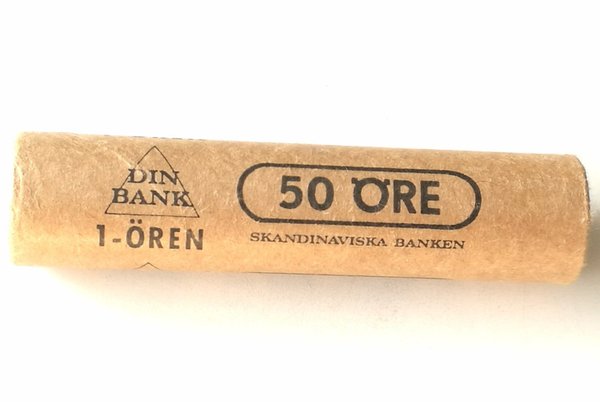 DIN
BANK
1-ÖREN
50 ÖRE
SKANDINAVISKA BANKEN